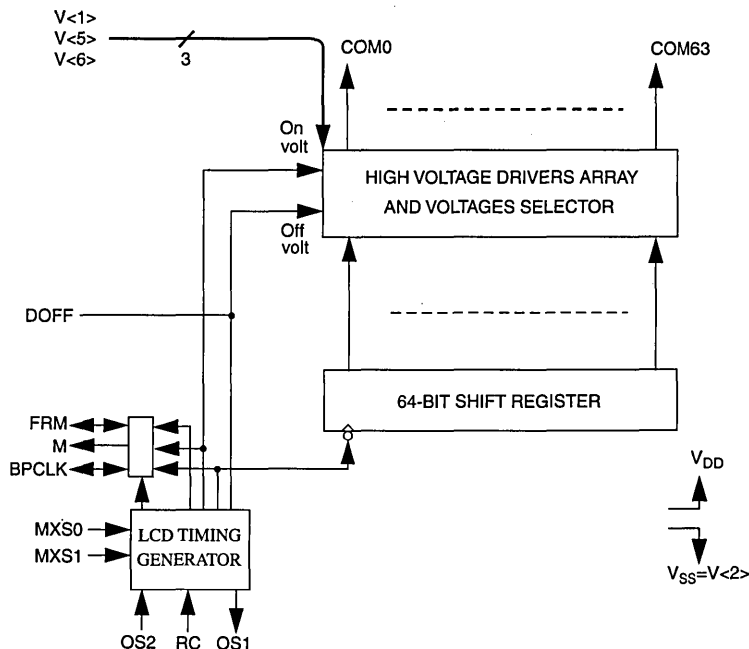 V<1>
V<5>
V<6>
3
COM0
COM63
On
volt
HIGH VOLTAGE DRIVERS ARRAY
AND VOLTAGES SELECTOR
Off
volt
DOFF
64-BIT SHIFT REGISTER
FRM
M
BPCLK
VDD
MXS0
MXS1
LCD TIMING
GENERATOR
VSS=V<2>
OS2
RC
OS1